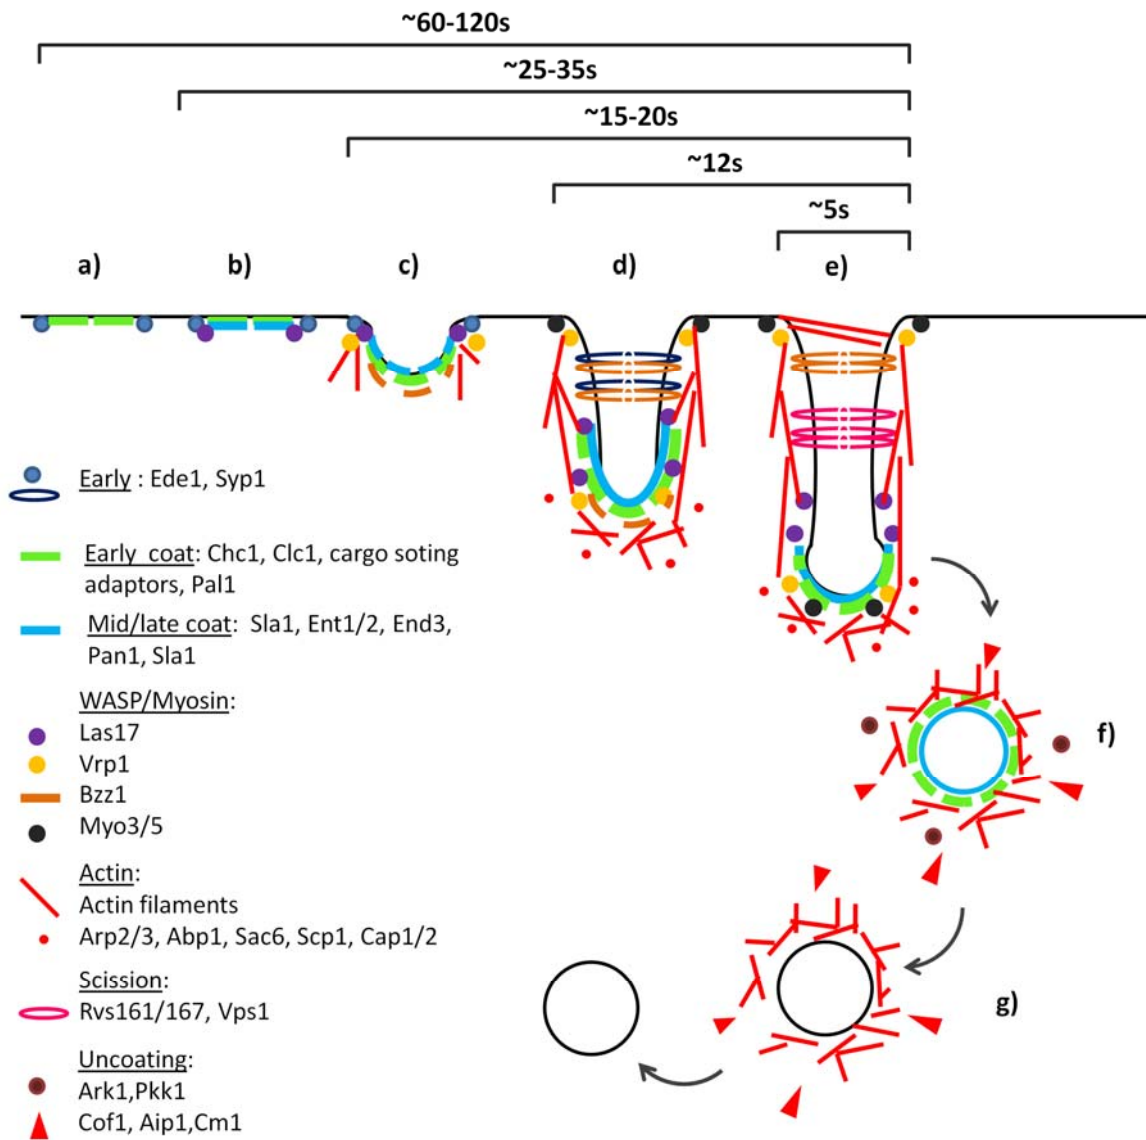 ~60-120s
~25-35s
~15-20s
~12s
~5s
a)
b)
c)
d)
e)
Early : Ede1, Syp1
Early coat: Chc1, Clc1, cargo soting
adaptors, Pal1
Mid/late coat: Sla1, Ent1/2, End3,
Pan1, Sla1
WASP/Myosin:
Las17
Vrp1
Bzz1
Myo3/5
Actin:
Actin filaments
Arp2/3, Abp1, Sac6, Scp1, Cap1/2
Scission:
Rvs161/167, Vps1
Uncoating:
Ark1,Pkk1
Cof1, Aip1,Cm1
f)
g)